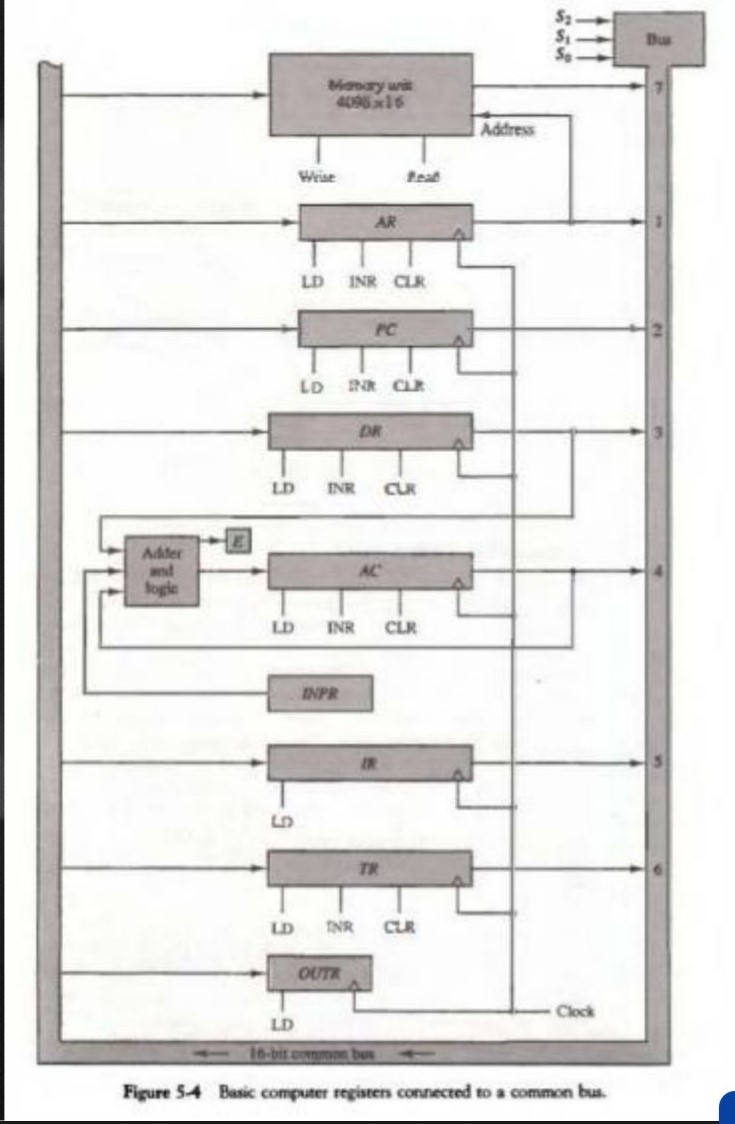 S2
S1
S0
Bus
Memory unit
4096 × 16
7
Address
Write
Read
AR
1
LD INR CLR
PC
2
LD INR CLR
DR
3
LD INR CLR
E
Adder
and
logic
AC
4
LD INR CLR
INPR
IR
5
LD
TR
6
LD INR CLR
OUTR
LD
Clock
16-bit common bus
Figure 5-4 Basic computer registers connected to a common bus.